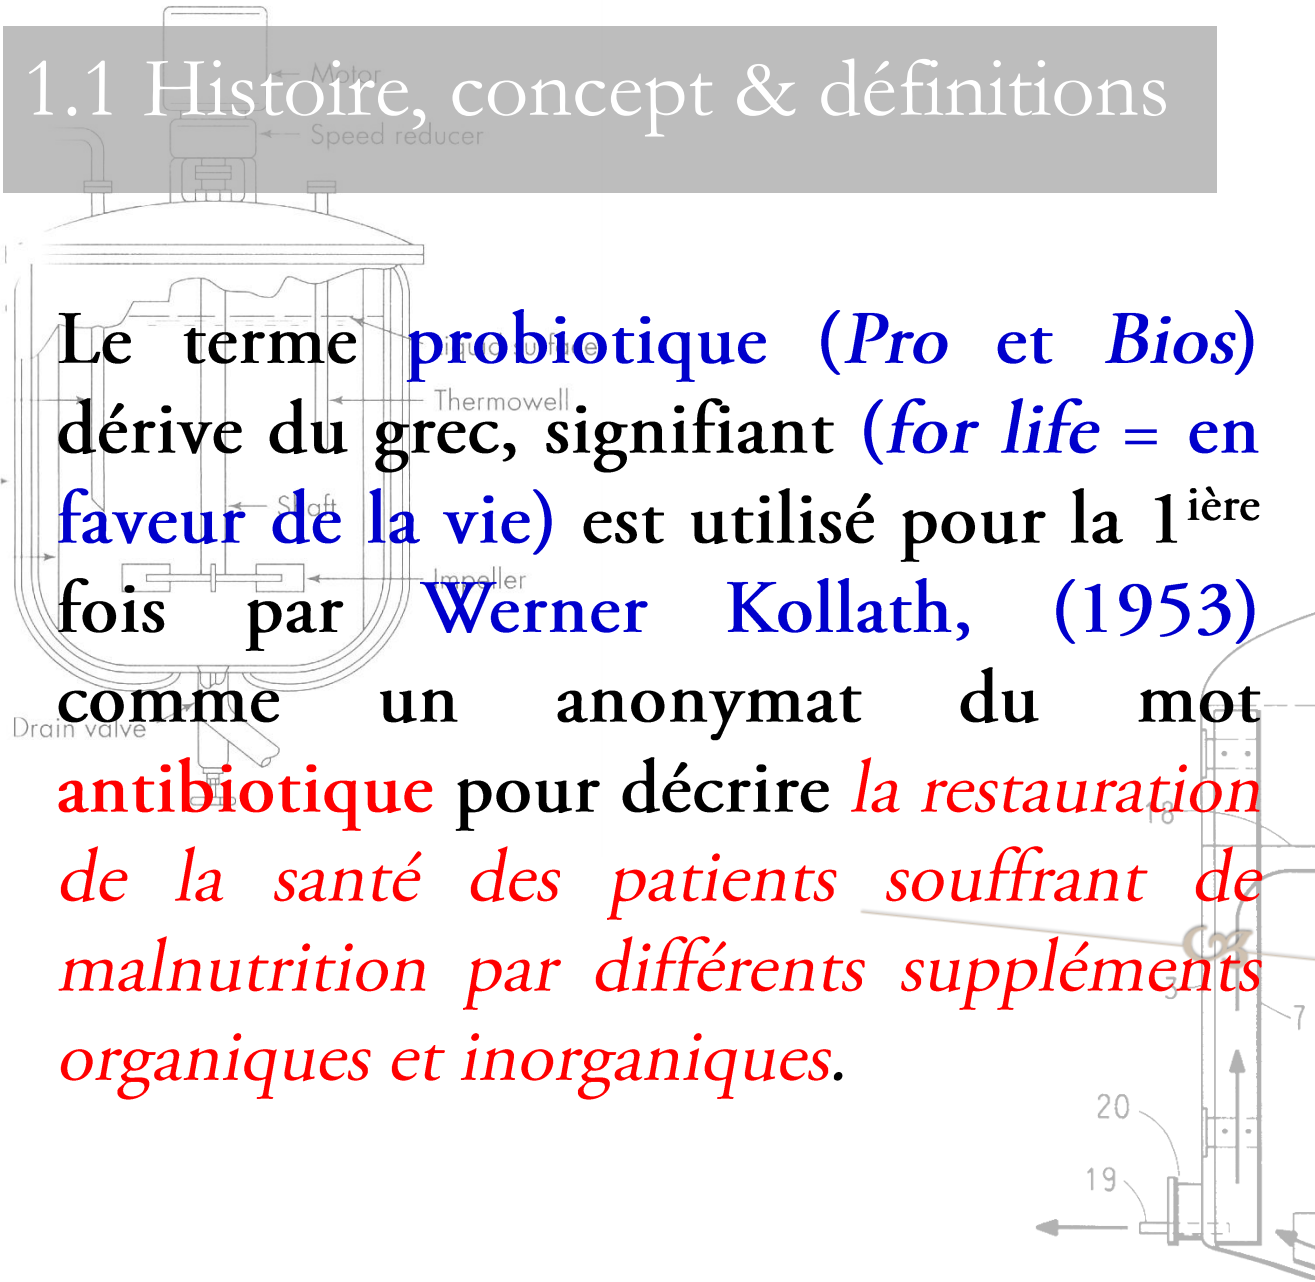 1.1 Histoire, concept & définitions
Motor
Speed reducer
Le terme probiotique (Pro et Bios)
Liquid surface
Thermowell
dérive du grec, signifiant (for life = en
Shaft
faveur de la vie) est utilisé pour la 1ière
Impeller
fois par Werner Kollath, (1953)
comme un anonymat du mot
Drain valve
antibiotique pour décrire la restauration
18
de la santé des patients souffrant de
malnutrition par différents suppléments
3
7
organiques et inorganiques.
20
19